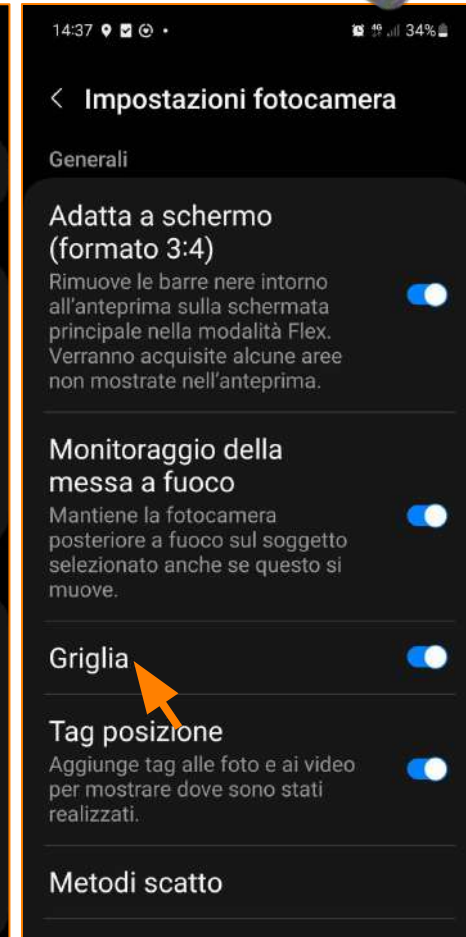 14:37
4G 34%
< Impostazioni fotocamera
Generali
Adatta a schermo
(formato 3:4)
Rimuove le barre nere intorno
all'anteprima sulla schermata
principale nella modalità Flex.
Verranno acquisite alcune aree
non mostrate nell'anteprima.
Monitoraggio della
messa a fuoco
Mantiene la fotocamera
posteriore a fuoco sul soggetto
selezionato anche se questo si
muove.
Griglia
Tag posizione
Aggiunge tag alle foto e ai video
per mostrare dove sono stati
realizzati.
Metodi scatto